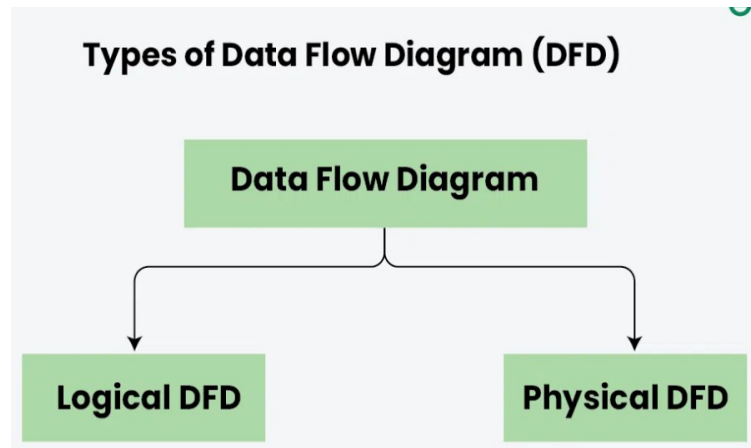 Types of Data Flow Diagram (DFD)
Data Flow Diagram
Logical DFD
Physical DFD